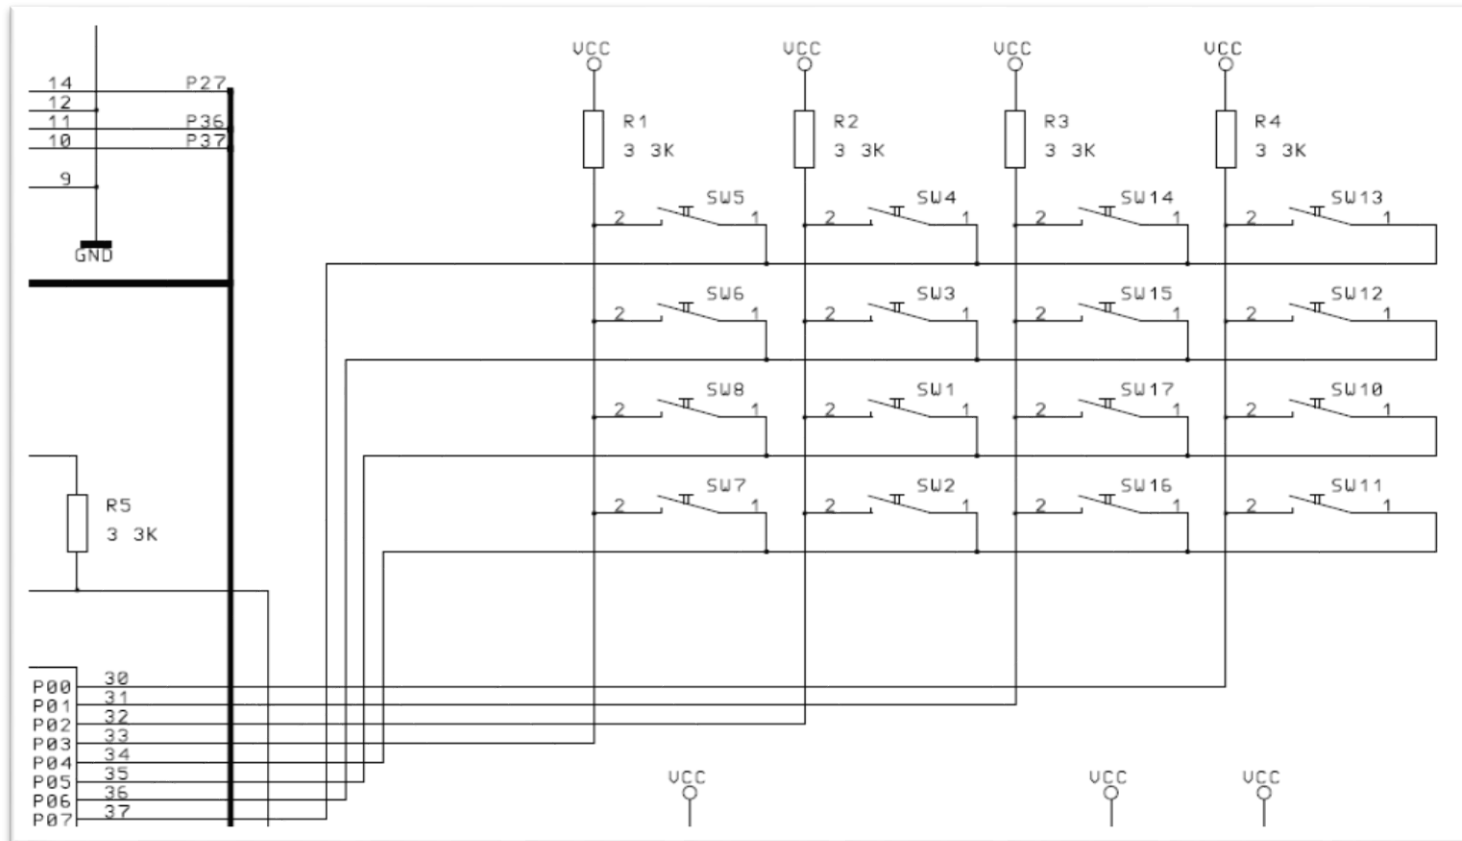 VCC VCC VCC VCC
14 P27
12
11 P36
10 P37
9
GND
R1 R2 R3 R4
3 3K 3 3K 3 3K 3 3K
SW5 SW4 SW14 SW13
2 1 2 1 2 1 2 1
SW6 SW3 SW15 SW12
2 1 2 1 2 1 2 1
SW8 SW1 SW17 SW10
2 1 2 1 2 1 2 1
SW7 SW2 SW16 SW11
2 1 2 1 2 1 2 1
R5
3 3K
P00 30
P01 31
P02 32
P03 33
P04 34
P05 35
P06 36
P07 37
VCC VCC VCC